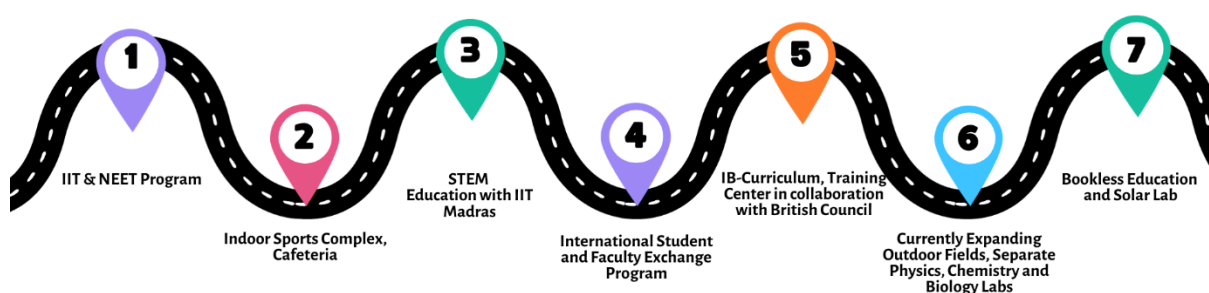 1
IIT & NEET Program
2
Indoor Sports Complex,
Cafeteria
3
STEM
Education with IIT
Madras
4
International Student
and Faculty Exchange
Program
5
IB-Curriculum, Training
Center in collaboration
with British Council
6
Currently Expanding
Outdoor Fields, Separate
Physics, Chemistry and
Biology Labs
7
Bookless Education
and Solar Lab